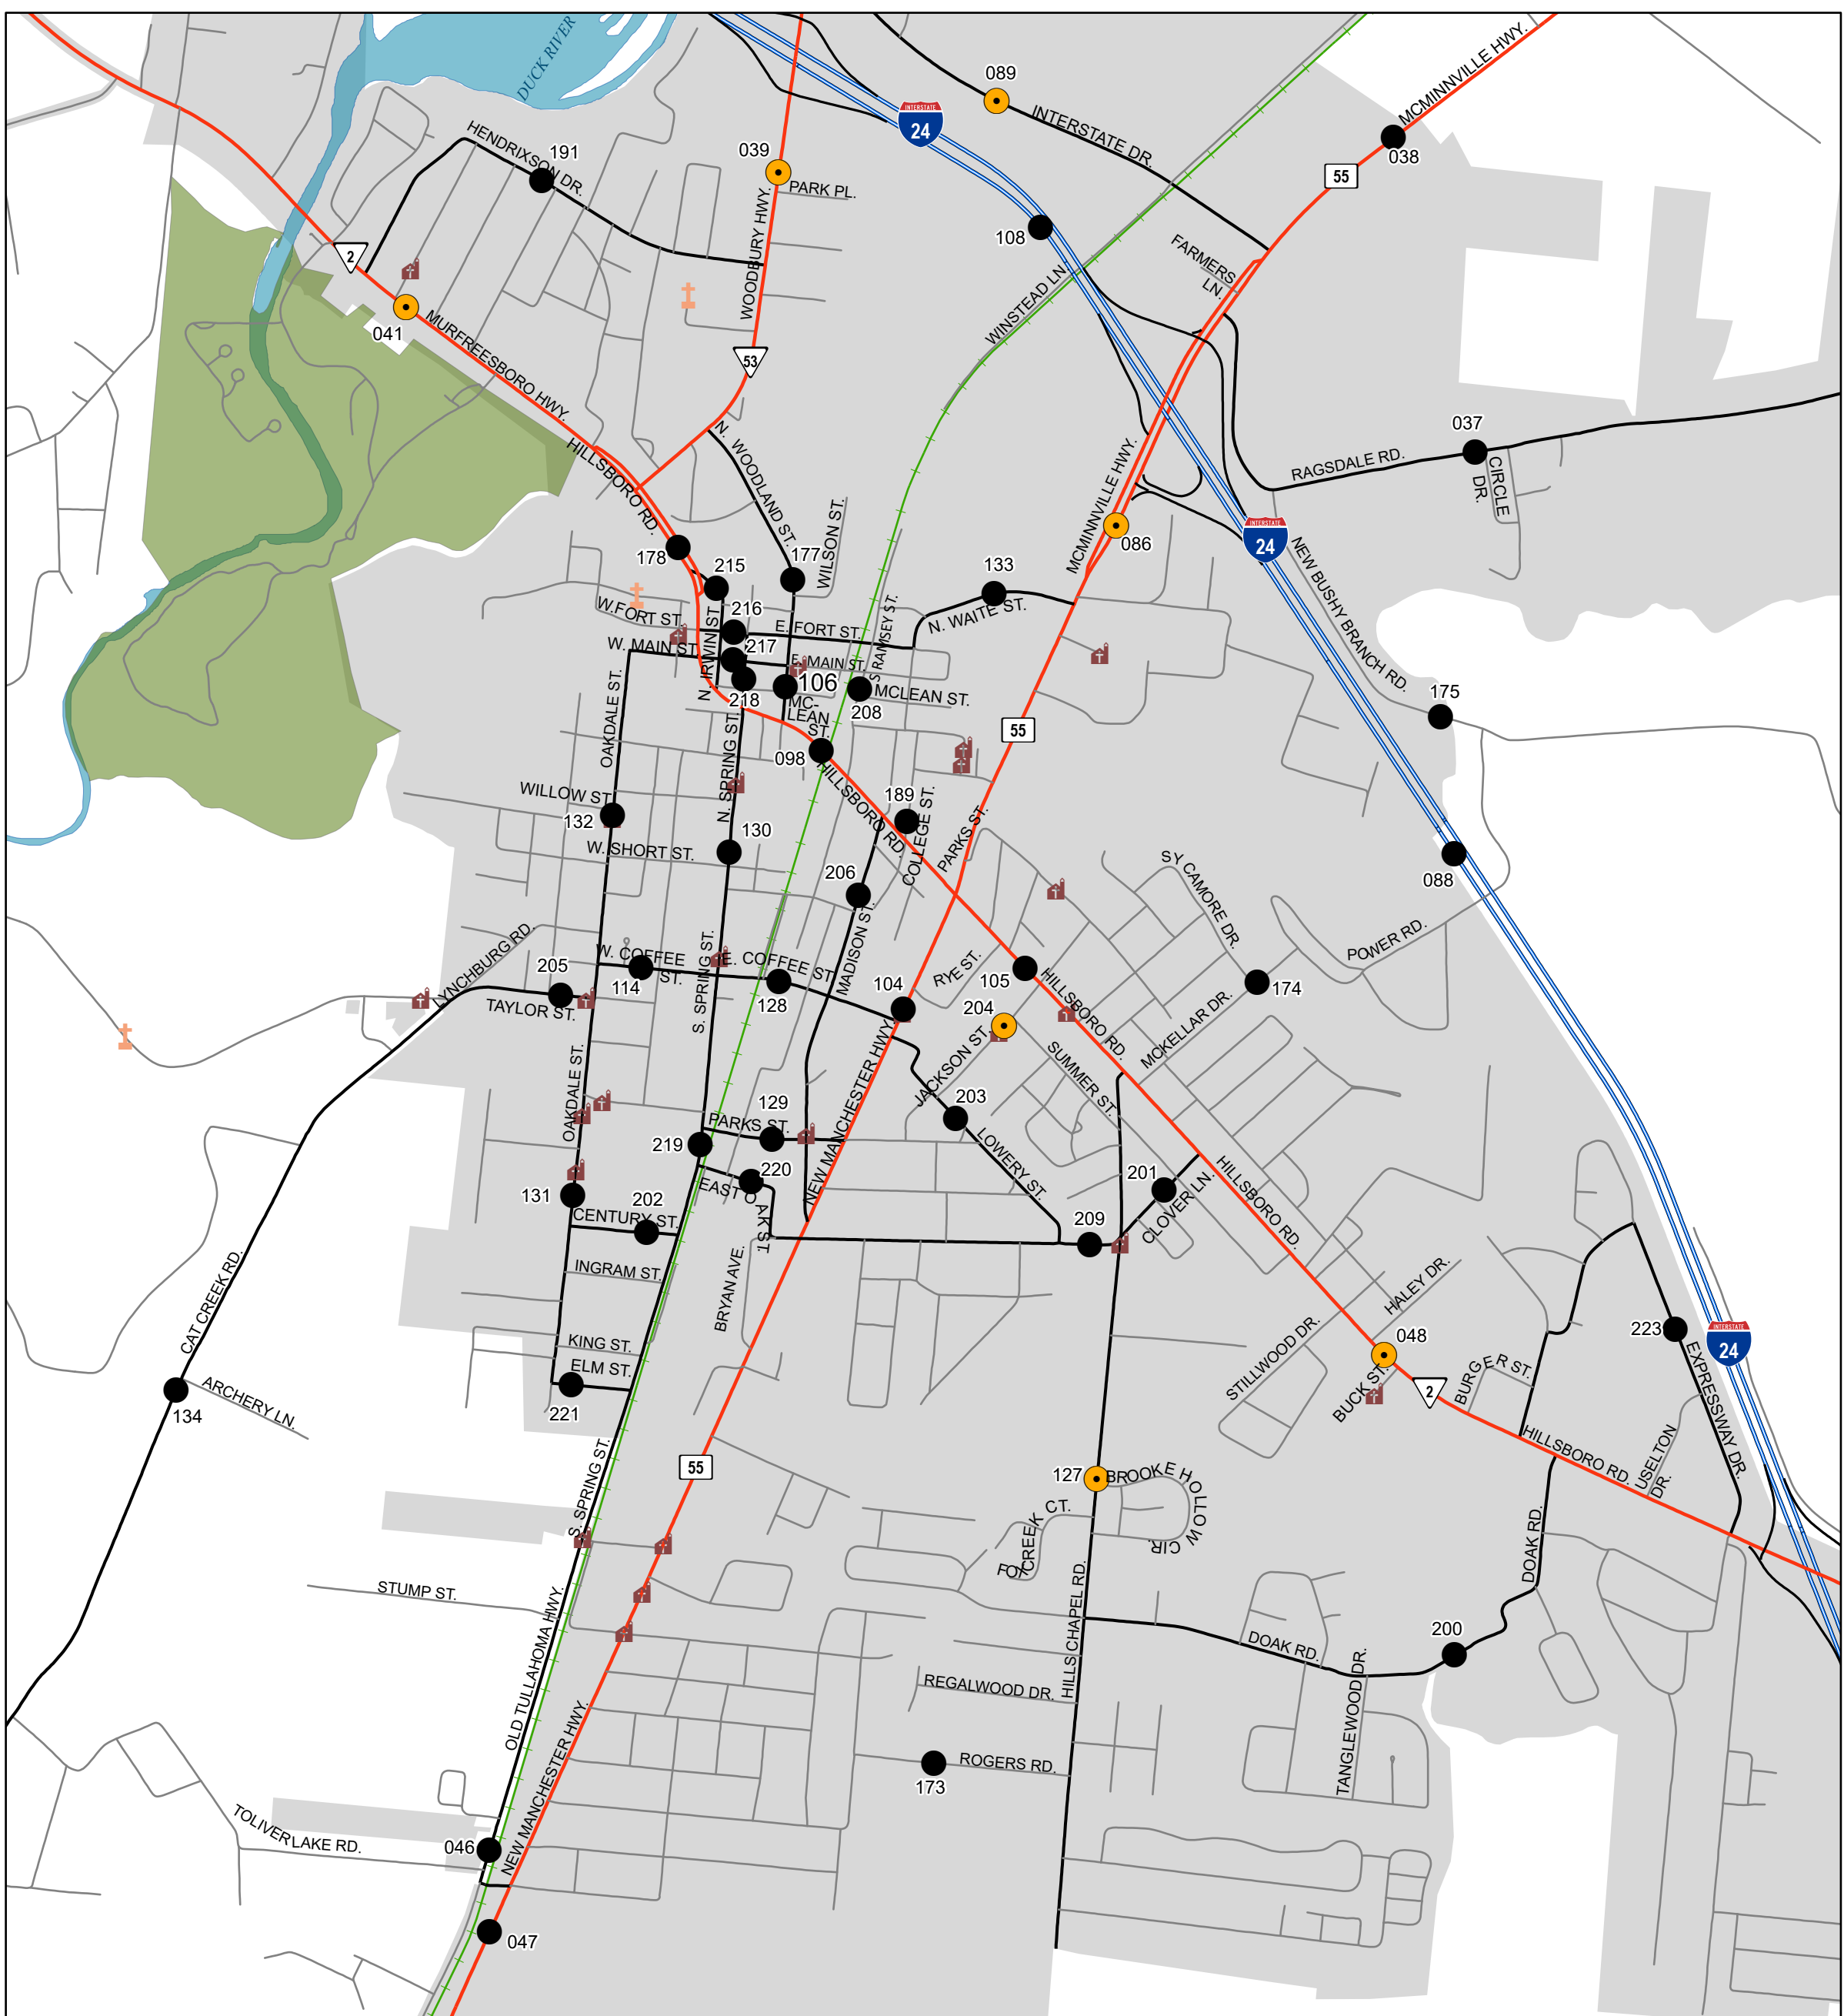 DUCK RIVER
089
INTERSTATE
24
INTERSTATE DR.
MCMINNVILLE HWY.
038
55
HENDRIXSON DR.
191
039
PARK PL.
WOODBURY HWY.
108
FARMERS
LN.
WINSTEAD LN.
2
041
MURFREESBORO HWY.
53
HILLSBORO RD.
N. WOODLAND ST.
WILSON ST.
MCMINNVILLE HWY.
037
RAGSDALE RD.
CIRCLE
DR.
086
INTERSTATE
24
NEW BUSHY BRANCH RD.
178
215
177
133
N. WAITE ST.
W.FORT ST.
216
E. FORT ST.
S. RAMSEY ST.
W. MAIN ST.
217
E. MAIN ST.
N. IRWIN ST.
106
218
MC-
LEAN
ST.
208
MCLEAN ST.
175
55
OAKDALE ST.
N. SPRING ST.
098
HILLSBORO RD.
WILLOW ST.
132
189
COLLEGE ST.
PARKS ST.
130
W. SHORT ST.
088
206
MADISON ST.
SYCAMORE DR.
POWER RD.
LYNCHBURG RD.
205
TAYLOR ST.
W. COFFEE
ST.
114
S. SPRING ST.
E. COFFEE ST.
128
104
RYE ST.
105
HILLSBORO RD.
174
204
JACKSON ST.
MCKELLAR DR.
SUMMER ST.
NEW MANCHESTER HWY.
OAKDALE ST.
203
LOWERY ST.
129
PARKS ST.
219
220
EAST OAK ST.
131
202
CENTURY ST.
201
CLOVER LN.
209
HILLSBORO RD.
INGRAM ST.
BRYAN AVE.
CAT CREEK RD.
KING ST.
ELM ST.
221
134
ARCHERY LN.
HALEY DR.
STILLWOOD DR.
048
BUCK ST.
2
BURGER ST.
223
EXPRESSWAY DR.
INTERSTATE
24
HILLSBORO RD.
USELTON
DR.
55
S. SPRING ST.
127
BROOKE HOLLOW CIR.
FOX CREEK CT.
HILLS CHAPEL RD.
DOAK RD.
STUMP ST.
OLD TULLAHOMA HWY.
200
DOAK RD.
TANGLEWOOD DR.
REGALWOOD DR.
173
ROGERS RD.
NEW MANCHESTER HWY.
TOLIVER LAKE RD.
046
047